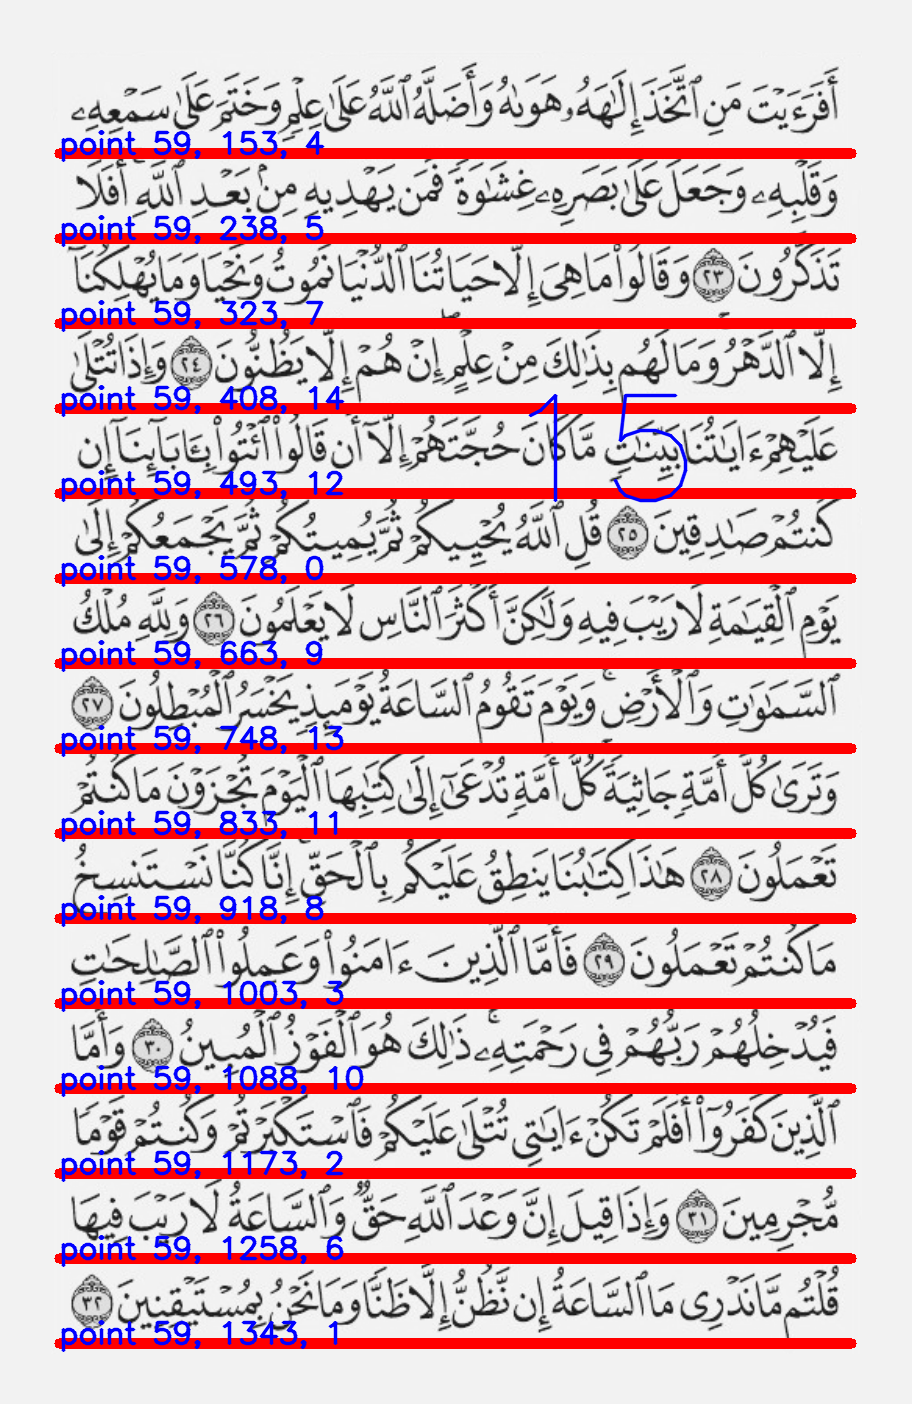 أَفَرَءَيْتَ مَنِ ٱتَّخَذَ إِلَٰهَهُۥ هَوَىٰهُ وَأَضَلَّهُ ٱللَّهُ عَلَىٰ عِلْمٍ وَخَتَمَ عَلَىٰ سَمْعِهِۦ
point 59, 153, 4
وَقَلْبِهِۦ وَجَعَلَ عَلَىٰ بَصَرِهِۦ غِشَٰوَةً فَمَن يَهْدِيهِ مِنۢ بَعْدِ ٱللَّهِ ۚ أَفَلَا
point 59, 238, 5
تَذَكَّرُونَ ٢٣ وَقَالُوا۟ مَا هِىَ إِلَّا حَيَاتُنَا ٱلدُّنْيَا نَمُوتُ وَنَحْيَا وَمَا يُهْلِكُنَآ
point 59, 323, 7
إِلَّا ٱلدَّهْرُ ۚ وَمَا لَهُم بِذَٰلِكَ مِنْ عِلْمٍ ۖ إِنْ هُمْ إِلَّا يَظُنُّونَ ٢٤ وَإِذَا تُتْلَىٰ
point 59, 408, 14
15
عَلَيْهِمْ ءَايَٰتُنَا بَيِّنَٰتٍ مَّا كَانَ حُجَّتَهُمْ إِلَّآ أَن قَالُوا۟ ٱئْتُوا۟ بِـَٔابَآئِنَآ إِن
point 59, 493, 12
كُنتُمْ صَٰدِقِينَ ٢٥ قُلِ ٱللَّهُ يُحْيِيكُمْ ثُمَّ يُمِيتُكُمْ ثُمَّ يَجْمَعُكُمْ إِلَىٰ
point 59, 578, 0
يَوْمِ ٱلْقِيَٰمَةِ لَا رَيْبَ فِيهِ وَلَٰكِنَّ أَكْثَرَ ٱلنَّاسِ لَا يَعْلَمُونَ ٢٦ وَلِلَّهِ مُلْكُ
point 59, 663, 9
ٱلسَّمَٰوَٰتِ وَٱلْأَرْضِ ۚ وَيَوْمَ تَقُومُ ٱلسَّاعَةُ يَوْمَئِذٍ يَخْسَرُ ٱلْمُبْطِلُونَ ٢٧
point 59, 748, 13
وَتَرَىٰ كُلَّ أُمَّةٍ جَاثِيَةً ۚ كُلُّ أُمَّةٍ تُدْعَىٰٓ إِلَىٰ كِتَٰبِهَا ٱلْيَوْمَ تُجْزَوْنَ مَا كُنتُمْ
point 59, 833, 11
تَعْمَلُونَ ٢٨ هَٰذَا كِتَٰبُنَا يَنطِقُ عَلَيْكُم بِٱلْحَقِّ ۚ إِنَّا كُنَّا نَسْتَنسِخُ
point 59, 918, 8
مَا كُنتُمْ تَعْمَلُونَ ٢٩ فَأَمَّا ٱلَّذِينَ ءَامَنُوا۟ وَعَمِلُوا۟ ٱلصَّٰلِحَٰتِ
point 59, 1003, 3
فَيُدْخِلُهُمْ رَبُّهُمْ فِى رَحْمَتِهِۦ ۚ ذَٰلِكَ هُوَ ٱلْفَوْزُ ٱلْمُبِينُ ٣٠ وَأَمَّا
point 59, 1088, 10
ٱلَّذِينَ كَفَرُوٓا۟ أَفَلَمْ تَكُنْ ءَايَٰتِى تُتْلَىٰ عَلَيْكُمْ فَٱسْتَكْبَرْتُمْ وَكُنتُمْ قَوْمًا
point 59, 1173, 2
مُّجْرِمِينَ ٣١ وَإِذَا قِيلَ إِنَّ وَعْدَ ٱللَّهِ حَقٌّ وَٱلسَّاعَةُ لَا رَيْبَ فِيهَا
point 59, 1258, 6
قُلْتُم مَّا نَدْرِى مَا ٱلسَّاعَةُ إِن نَّظُنُّ إِلَّا ظَنًّا وَمَا نَحْنُ بِمُسْتَيْقِنِينَ ٣٢
point 59, 1343, 1